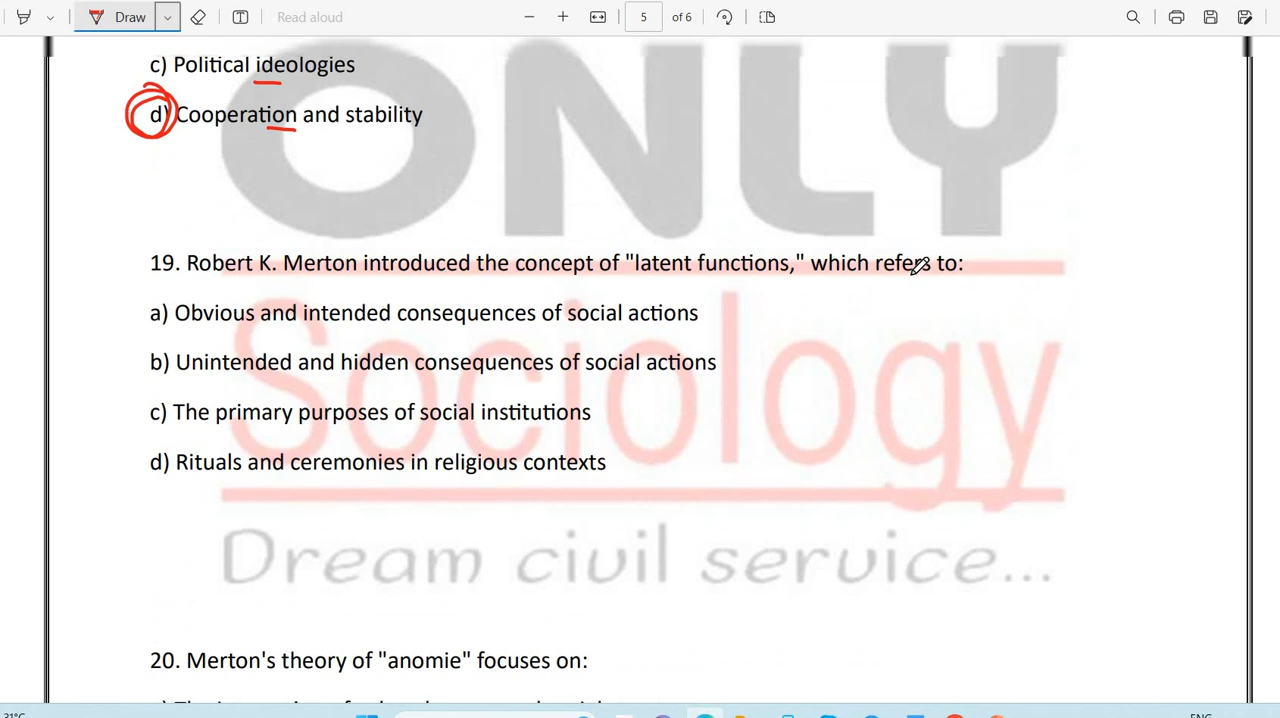 Draw
Read aloud
5
of 6
c) Political ideologies
d) Cooperation and stability
ONLY
19. Robert K. Merton introduced the concept of "latent functions," which refers to:
a) Obvious and intended consequences of social actions
b) Unintended and hidden consequences of social actions
c) The primary purposes of social institutions
d) Rituals and ceremonies in religious contexts
Sociology
Dream civil service...
20. Merton's theory of "anomie" focuses on:
31°C
ENG